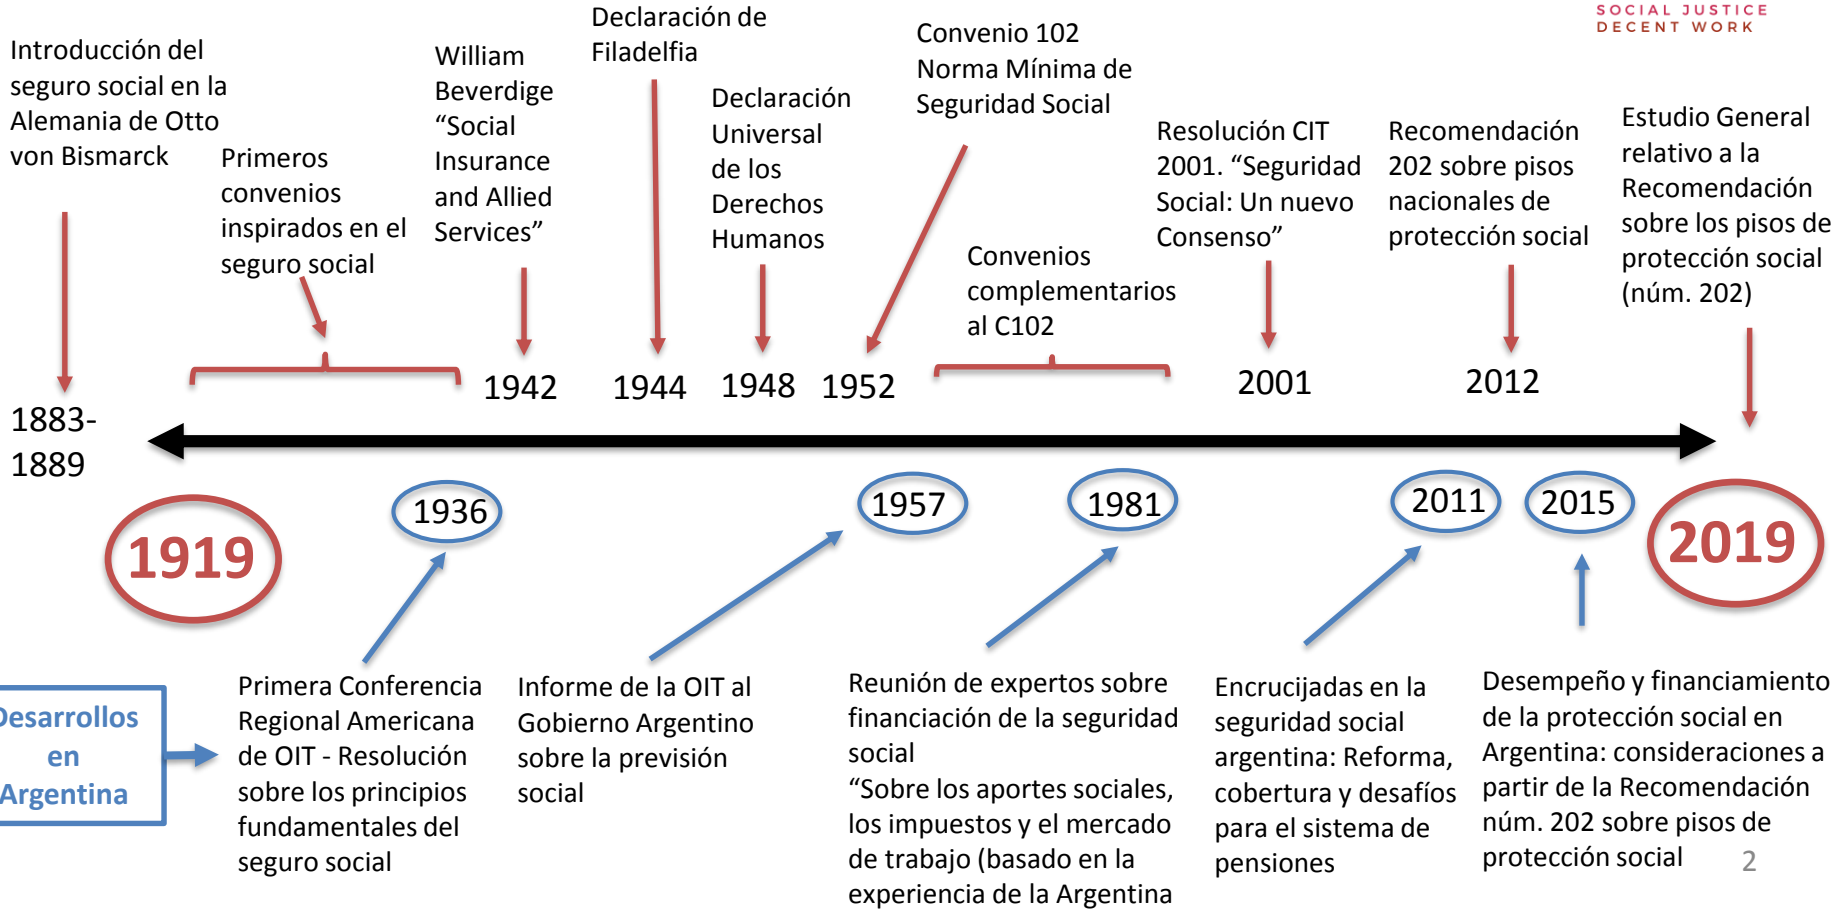 SOCIAL JUSTICE
DECENT WORK
Introducción del
seguro social en la
Alemania de Otto
von Bismarck
Primeros
convenios
inspirados en el
seguro social
William
Beverdige
“Social
Insurance
and Allied
Services”
Declaración de
Filadelfia
Declaración
Universal
de los
Derechos
Humanos
Convenio 102
Norma Mínima de
Seguridad Social
Convenios
complementarios
al C102
Resolución CIT
2001. “Seguridad
Social: Un nuevo
Consenso”
Recomendación
202 sobre pisos
nacionales de
protección social
Estudio General
relativo a la
Recomendación
sobre los pisos de
protección social
(núm. 202)
1883-
1889
1942
1944
1948
1952
2001
2012
1919
1936
1957
1981
2011
2015
2019
Desarrollos
en
Argentina
Primera Conferencia
Regional Americana
de OIT - Resolución
sobre los principios
fundamentales del
seguro social
Informe de la OIT al
Gobierno Argentino
sobre la previsión
social
Reunión de expertos sobre
financiación de la seguridad
social
“Sobre los aportes sociales,
los impuestos y el mercado
de trabajo (basado en la
experiencia de la Argentina
Encrucijadas en la
seguridad social
argentina: Reforma,
cobertura y desafíos
para el sistema de
pensiones
Desempeño y financiamiento
de la protección social en
Argentina: consideraciones a
partir de la Recomendación
núm. 202 sobre pisos de
protección social
2